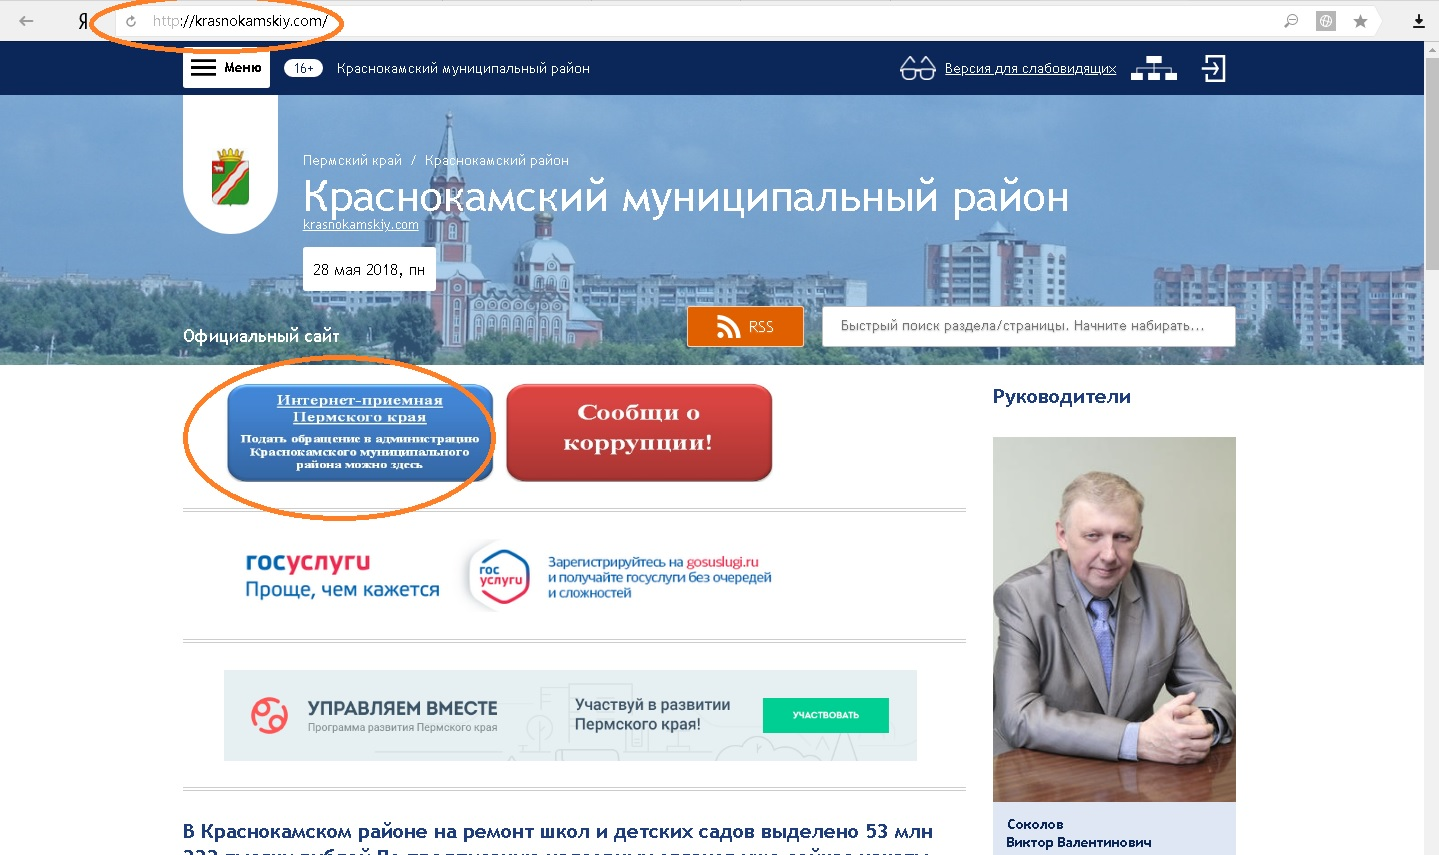 Я
http://krasnokamskiy.com/
Меню
16+
Краснокамский муниципальный район
Версия для слабовидящих
Пермский край / Краснокамский район
Краснокамский муниципальный район
krasnokamskiy.com
28 мая 2018, пн
Официальный сайт
RSS
Быстрый поиск раздела/страницы. Начните набирать...
Интернет-приемная
Пермского края
Подать обращение в администрацию
Краснокамского муниципального
района можно здесь
Сообщи о
коррупции!
Руководители
госуслуги
Проще, чем кажется
гос
услуги
Зарегистрируйтесь на gosuslugi.ru
и получайте госуслуги без очередей
и сложностей
УПРАВЛЯЕМ ВМЕСТЕ
Программа развития Пермского края
Участвуй в развитии
Пермского края!
УЧАСТВОВАТЬ
Соколов
Виктор Валентинович
В Краснокамском районе на ремонт школ и детских садов выделено 53 млн